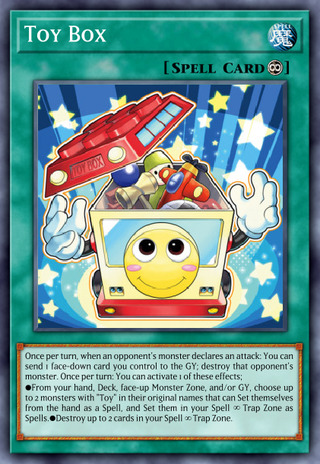 Toy Box
魔
[ Spell Card∞ ]
TOY BOX
Once per turn, when an opponent's monster declares an attack: You can
send 1 face-down card you control to the GY; destroy that opponent's
monster. Once per turn: You can activate 1 of these effects;
●From your hand, Deck, face-up Monster Zone, and/or GY, choose up
to 2 monsters with "Toy" in their original names that can Set themselves
from the hand as a Spell, and Set them in your Spell ∞ Trap Zone as
Spells.●Destroy up to 2 cards in your Spell ∞ Trap Zone.